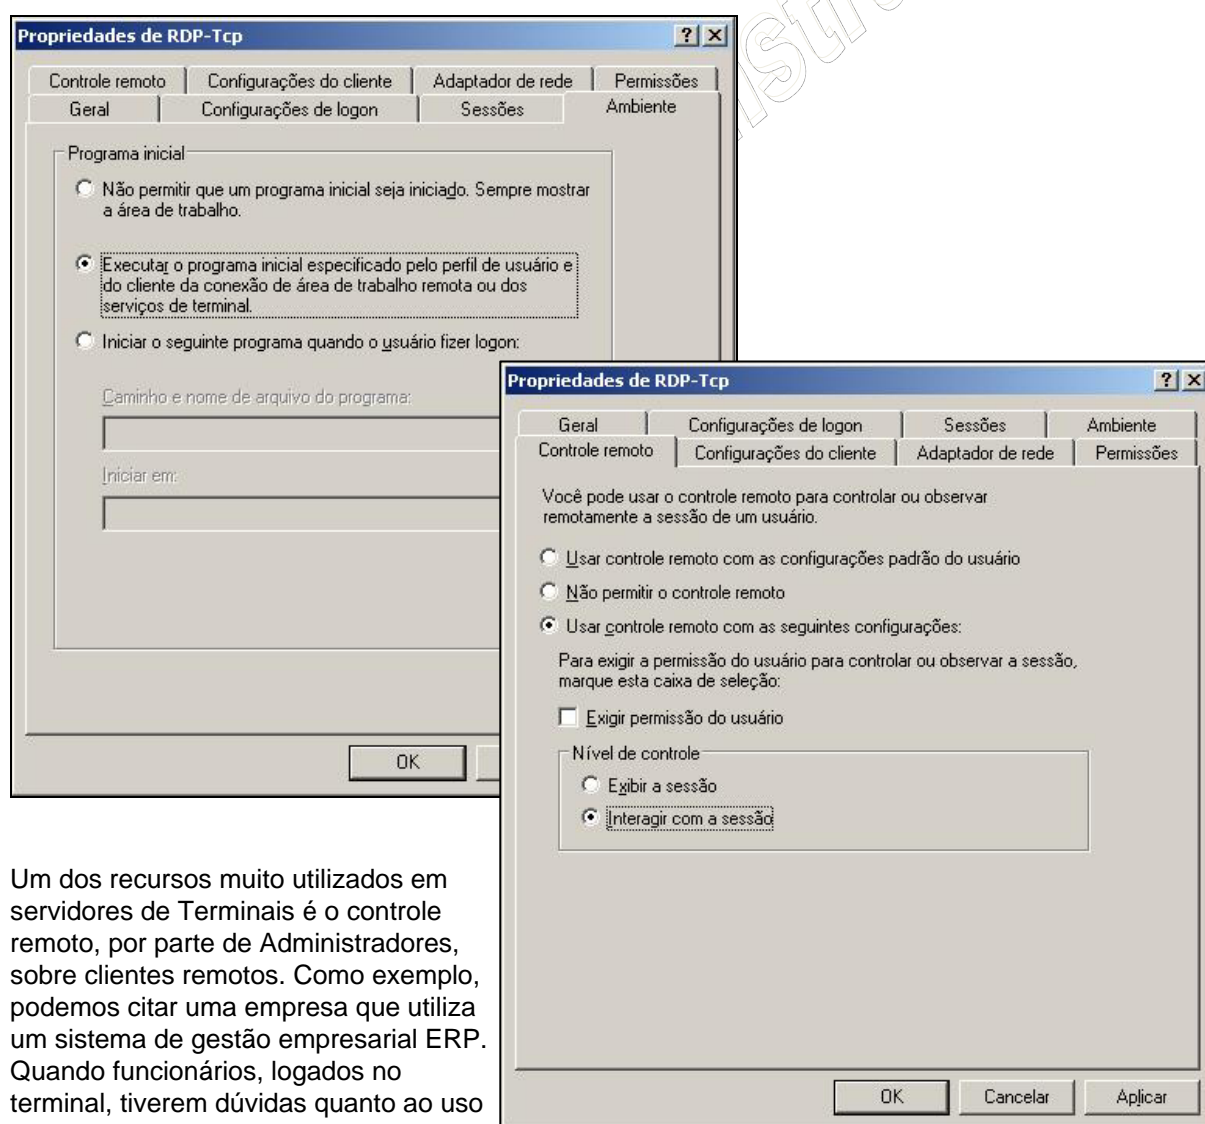 Propriedades de RDP-Tcp
Controle remoto Configurações do cliente Adaptador de rede Permissões
Geral Configurações de logon Sessões Ambiente
Programa inicial
Não permitir que um programa inicial seja iniciado. Sempre mostrar
a área de trabalho.
Executar o programa inicial especificado pelo perfil de usuário e
do cliente da conexão de área de trabalho remota ou dos
serviços de terminal.
Iniciar o seguinte programa quando o usuário fizer logon:
Caminho e nome de arquivo do programa:
Iniciar em:
OK
Propriedades de RDP-Tcp
Geral Configurações de logon Sessões Ambiente
Controle remoto Configurações do cliente Adaptador de rede Permissões
Você pode usar o controle remoto para controlar ou observar
remotamente a sessão de um usuário.
Usar controle remoto com as configurações padrão do usuário
Não permitir o controle remoto
Usar controle remoto com as seguintes configurações:
Para exigir a permissão do usuário para controlar ou observar a sessão,
marque esta caixa de seleção:
Exigir permissão do usuário
Nível de controle
Exibir a sessão
Interagir com a sessão
OK Cancelar Aplicar
Um dos recursos muito utilizados em
servidores de Terminais é o controle
remoto, por parte de Administradores,
sobre clientes remotos. Como exemplo,
podemos citar uma empresa que utiliza
um sistema de gestão empresarial ERP.
Quando funcionários, logados no
terminal, tiverem dúvidas quanto ao uso